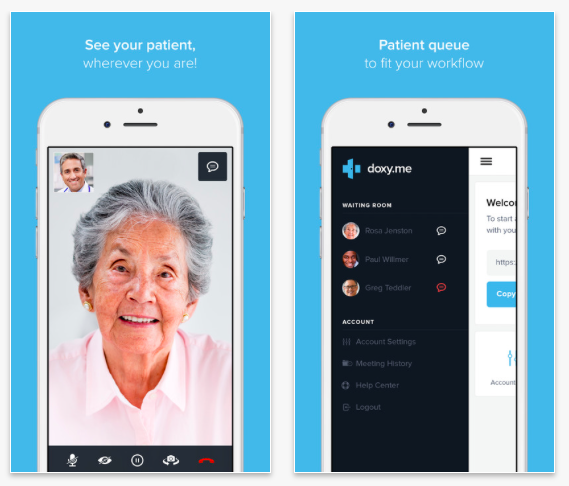 See your patient,
wherever you are!
Patient queue
to fit your workflow
doxy.me
WAITING ROOM
Rosa Jenston
Paul Willmer
Greg Teddler
ACCOUNT
Account Settings
Meeting History
Help Center
Logout
Welco
To start a
with you
https:
Copy
Account